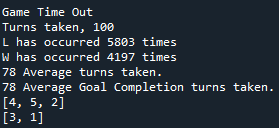 Game Time Out
Turns taken, 100
L has occurred 5803 times
W has occurred 4197 times
78 Average turns taken.
78 Average Goal Completion turns taken.
[4, 5, 2]
[3, 1]